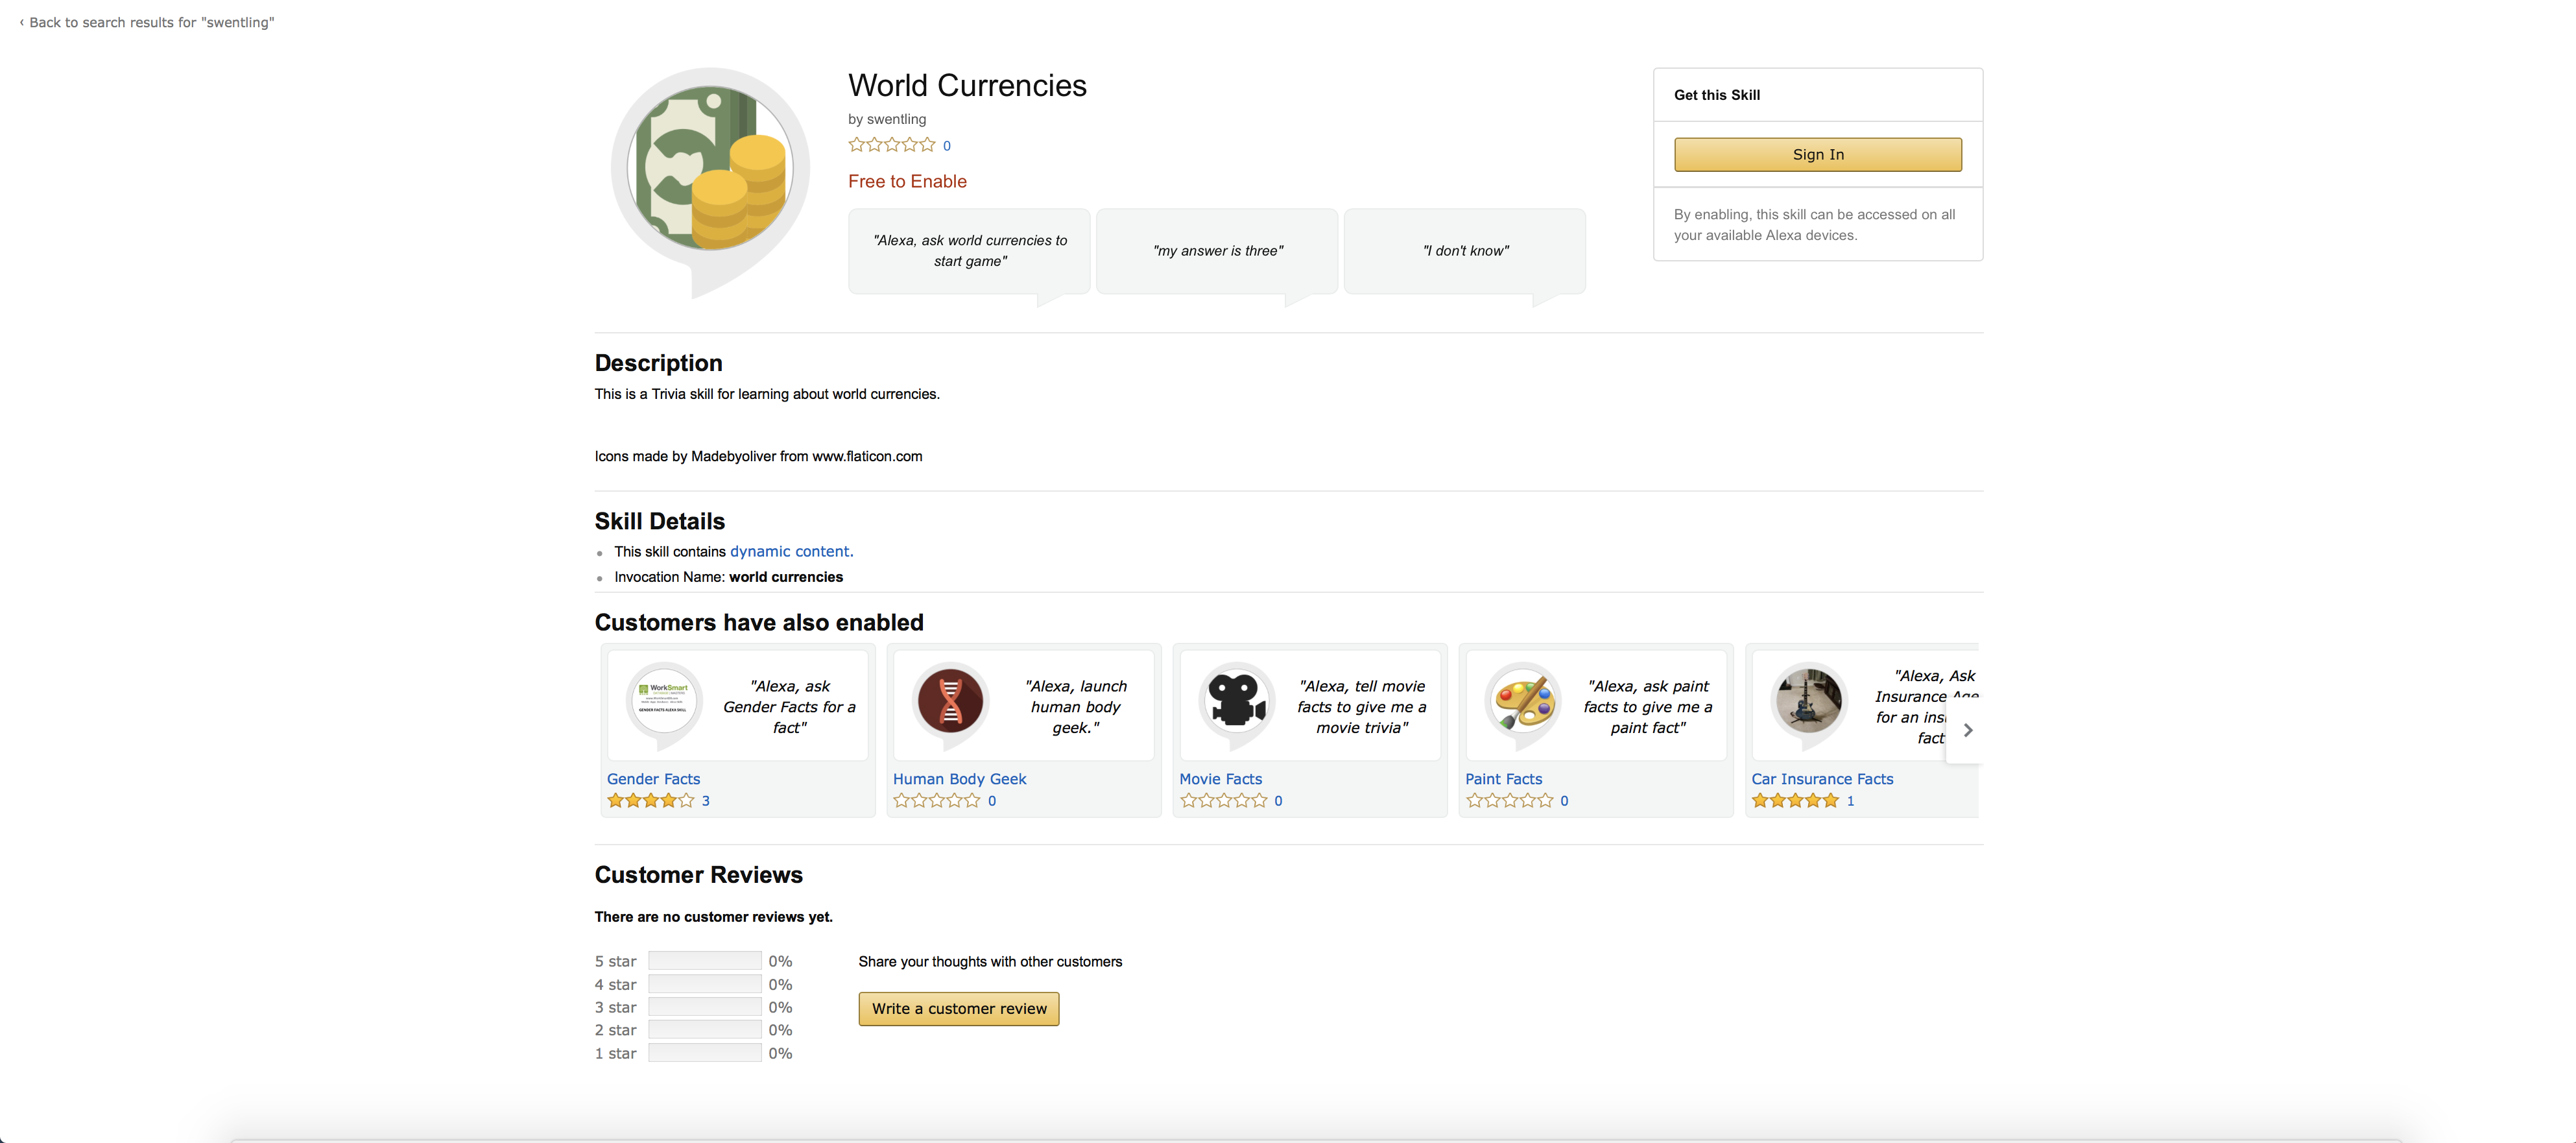 ‹ Back to search results for "swentling"
World Currencies
by swentling
0
Free to Enable
"Alexa, ask world currencies to
start game"
"my answer is three"
"I don't know"
Get this Skill
Sign In
By enabling, this skill can be accessed on all
your available Alexa devices.
Description
This is a Trivia skill for learning about world currencies.
Icons made by Madebyoliver from www.flaticon.com
Skill Details
This skill contains dynamic content.
Invocation Name: world currencies
Customers have also enabled
WorkSmart
GENDER FACTS ALEXA SKILL
"Alexa, ask
Gender Facts for a
fact"
Gender Facts
3
"Alexa, launch
human body
geek."
Human Body Geek
0
"Alexa, tell movie
facts to give me a
movie trivia"
Movie Facts
0
"Alexa, ask paint
facts to give me a
paint fact"
Paint Facts
0
"Alexa, Ask
Insurance
for an
fact
Car Insurance Facts
1
Customer Reviews
There are no customer reviews yet.
5 star 0%
4 star 0%
3 star 0%
2 star 0%
1 star 0%
Share your thoughts with other customers
Write a customer review